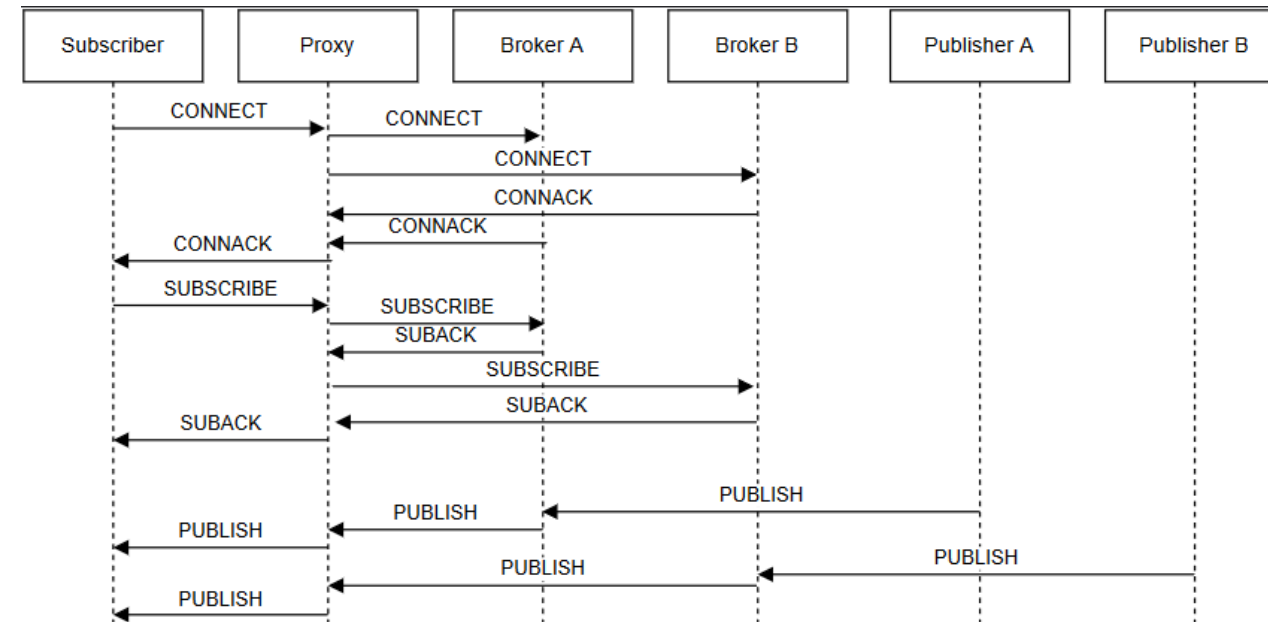 Subscriber
Proxy
Broker A
Broker B
Publisher A
Publisher B
CONNECT
CONNECT
CONNECT
CONNACK
CONNACK
CONNACK
SUBSCRIBE
SUBSCRIBE
SUBACK
SUBSCRIBE
SUBACK
SUBACK
PUBLISH
PUBLISH
PUBLISH
PUBLISH
PUBLISH
PUBLISH